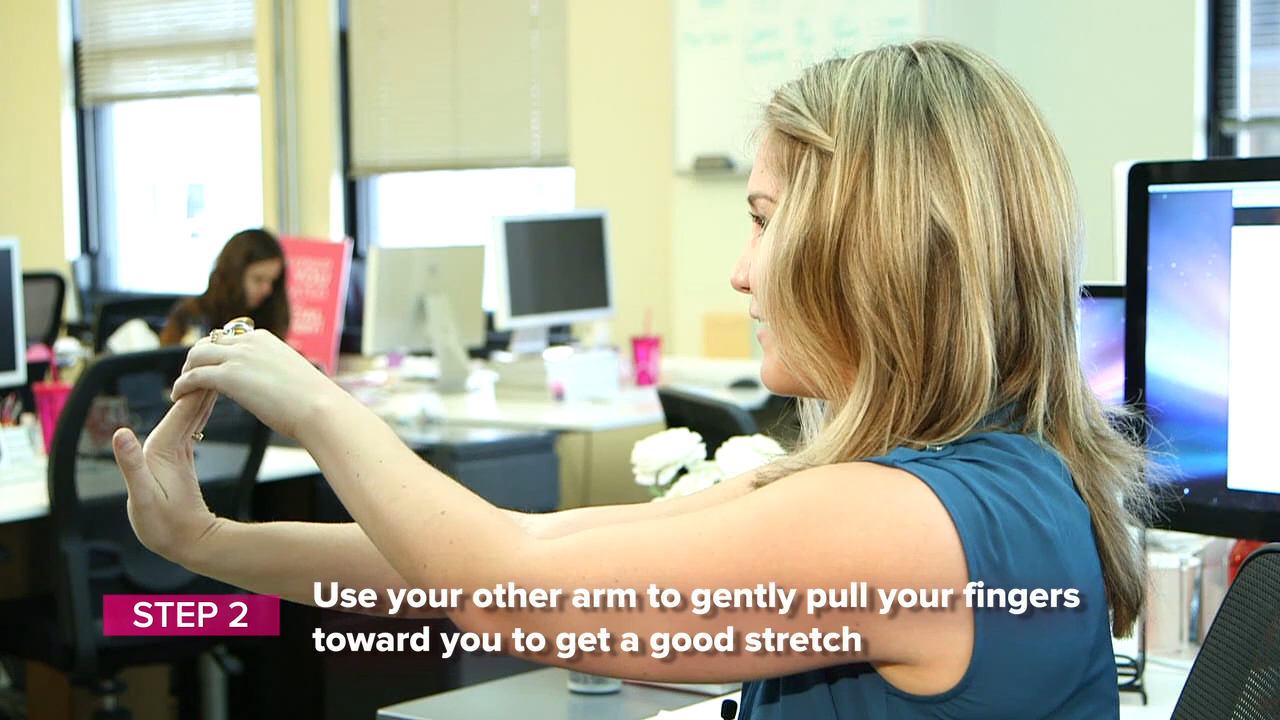 STEP 2
Use your other arm to gently pull your fingers
toward you to get a good stretch